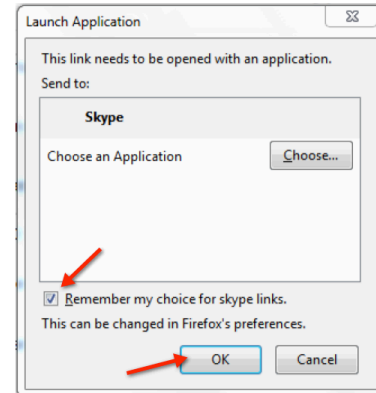 Launch Application
This link needs to be opened with an application.
Send to:
Skype
Choose an Application
Choose...
Remember my choice for skype links.
This can be changed in Firefox's preferences.
OK
Cancel